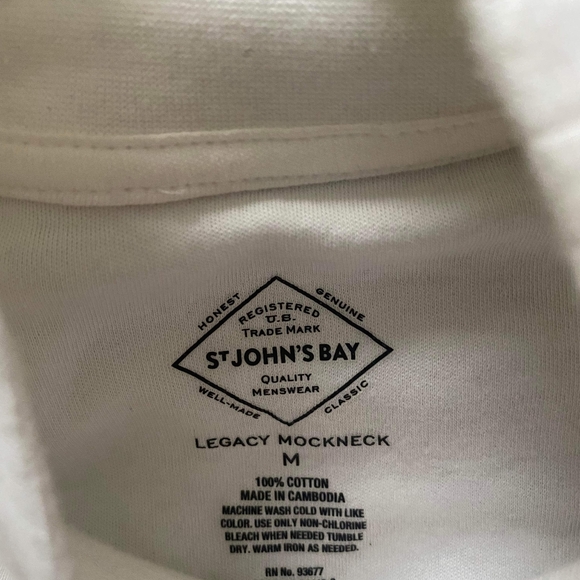 HONEST
GENUINE
REGISTERED
U.S.
TRADE MARK
ST JOHN'S BAY
QUALITY
MENSWEAR
WELL-MADE
CLASSIC
LEGACY MOCKNECK
M
100% COTTON
MADE IN CAMBODIA
MACHINE WASH COLD WITH LIKE
COLOR. USE ONLY NON-CHLORINE
BLEACH WHEN NEEDED TUMBLE
DRY. WARM IRON AS NEEDED.
RN No. 93677